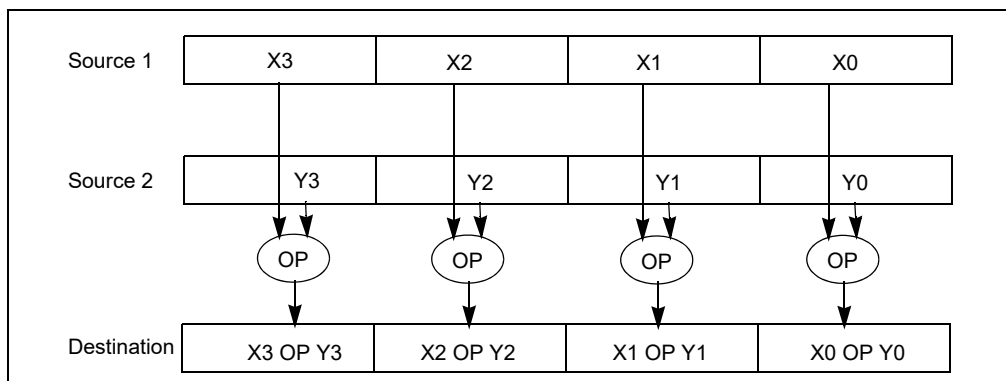 Source 1 X3 X2 X1 X0
Source 2 Y3 Y2 Y1 Y0
OP OP OP OP
Destination X3 OP Y3 X2 OP Y2 X1 OP Y1 X0 OP Y0